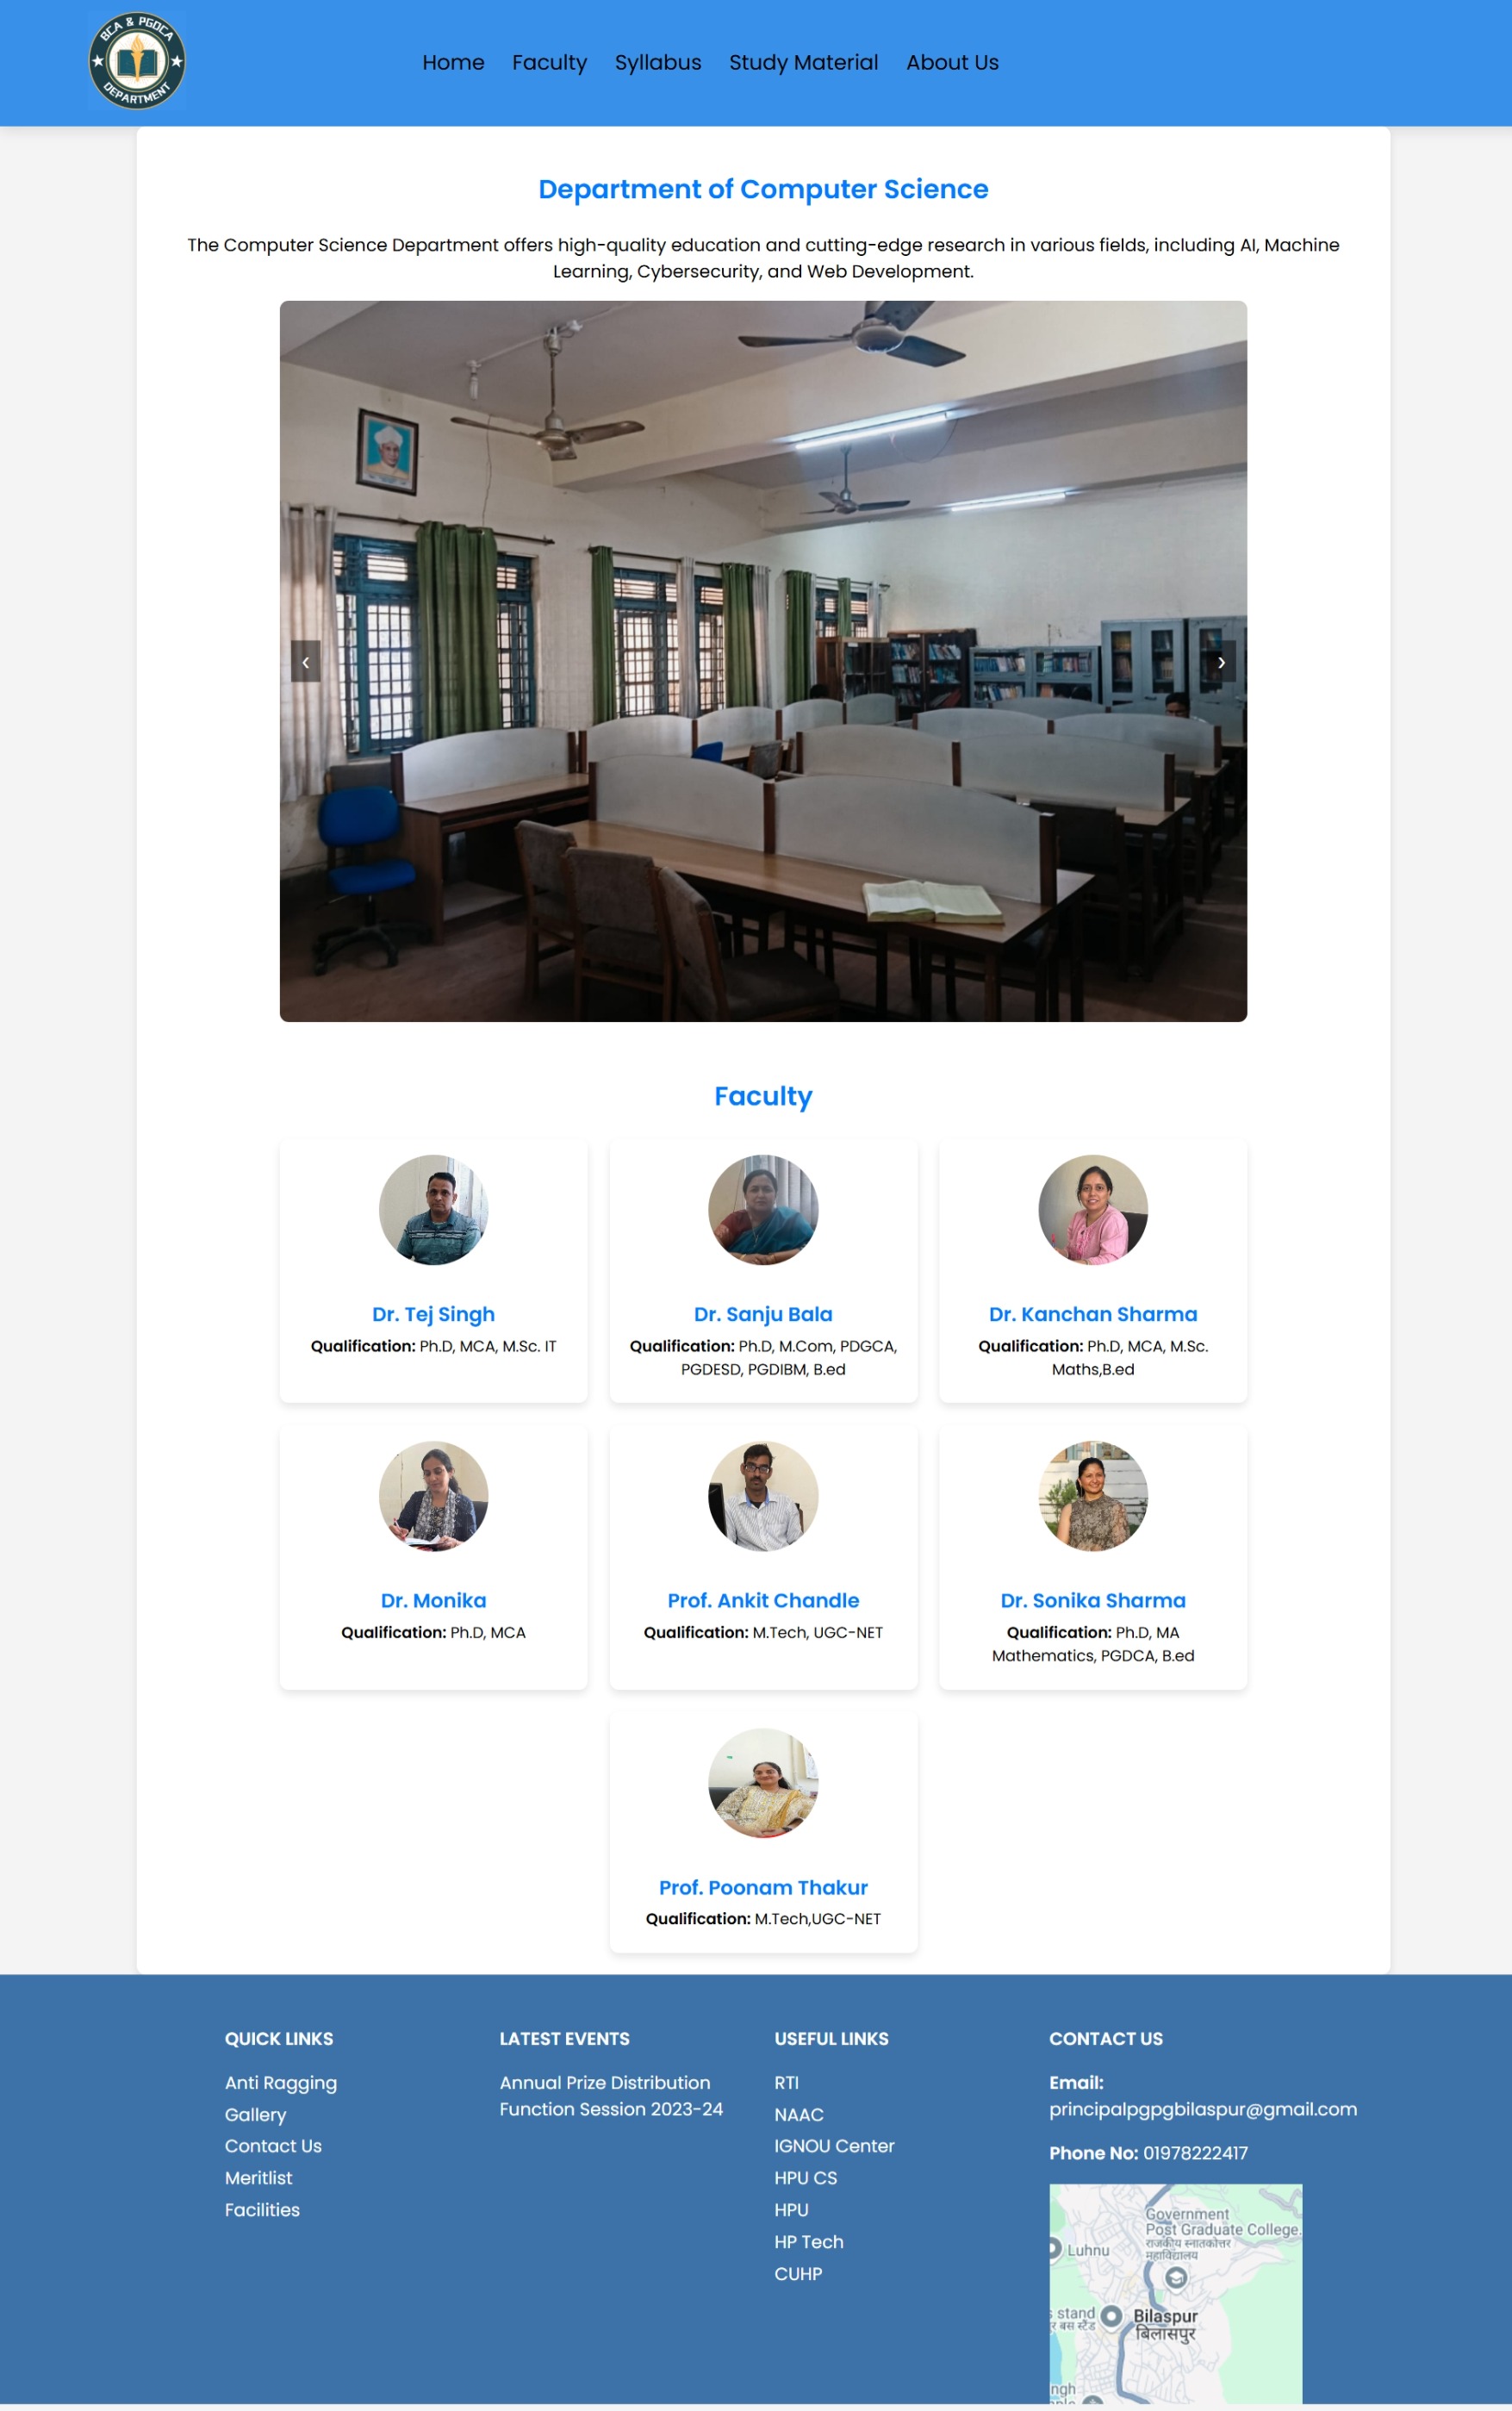 BCA & PGDCA
DEPARTMENT
Home Faculty Syllabus Study Material About Us
Department of Computer Science
The Computer Science Department offers high-quality education and cutting-edge research in various fields, including AI, Machine
Learning, Cybersecurity, and Web Development.
‹ ›
Faculty
Dr. Tej Singh
Qualification: Ph.D, MCA, M.Sc. IT
Dr. Sanju Bala
Qualification: Ph.D, M.Com, PDGCA,
PGDESD, PGDIBM, B.ed
Dr. Kanchan Sharma
Qualification: Ph.D, MCA, M.Sc.
Maths,B.ed
Dr. Monika
Qualification: Ph.D, MCA
Prof. Ankit Chandle
Qualification: M.Tech, UGC-NET
Dr. Sonika Sharma
Qualification: Ph.D, MA
Mathematics, PGDCA, B.ed
Prof. Poonam Thakur
Qualification: M.Tech,UGC-NET
QUICK LINKS
Anti Ragging
Gallery
Contact Us
Meritlist
Facilities
LATEST EVENTS
Annual Prize Distribution
Function Session 2023-24
USEFUL LINKS
RTI
NAAC
IGNOU Center
HPU CS
HPU
HP Tech
CUHP
CONTACT US
Email:
principalpgpgbilaspur@gmail.com
Phone No: 01978222417
Government
Post Graduate College.
राजकीय स्नातकोत्तर
महाविद्यालय
Luhnu
stand
र बस स्टैंड
Bilaspur
बिलासपुर
ngh